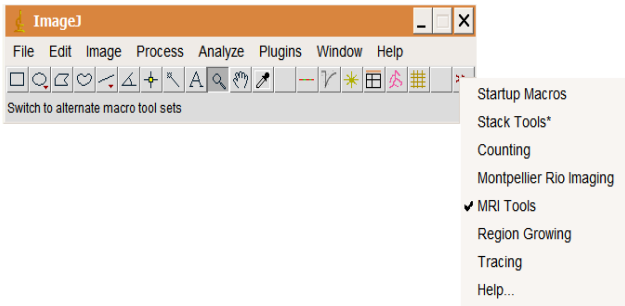 ImageJ
File Edit Image Process Analyze Plugins Window Help
A
Switch to alternate macro tool sets
Startup Macros
Stack Tools*
Counting
Montpellier Rio Imaging
MRI Tools
Region Growing
Tracing
Help...